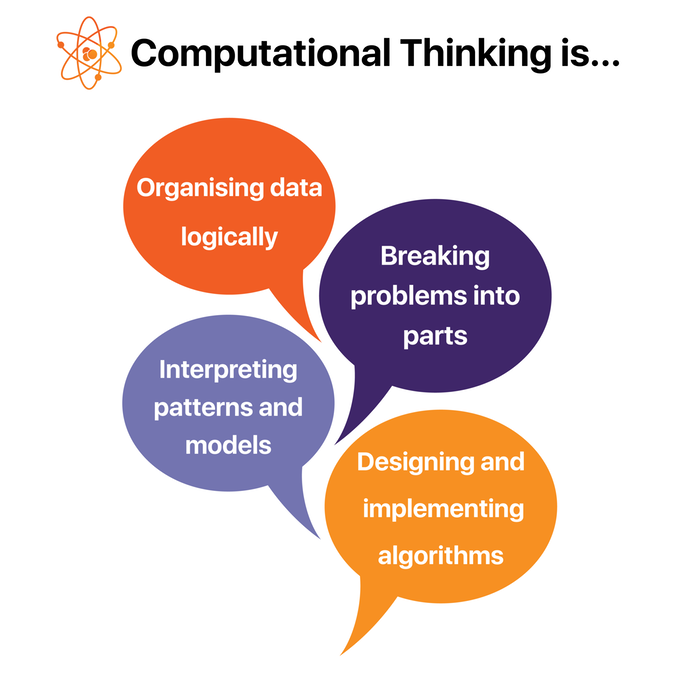 Computational Thinking is...
Organising data
logically
Breaking
problems into
parts
Interpreting
patterns and
models
Designing and
implementing
algorithms